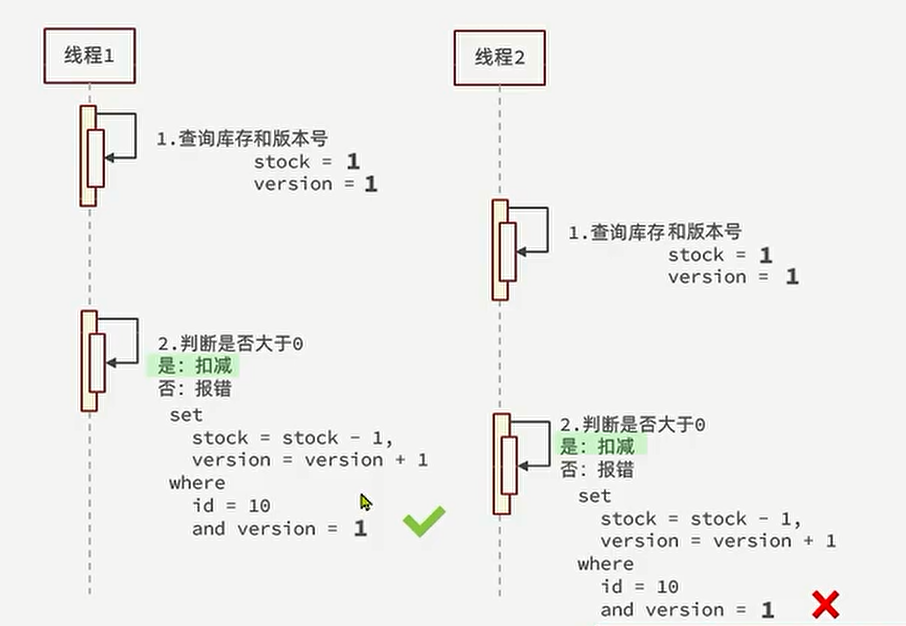 线程1
1.查询库存和版本号
stock = 1
version = 1
2.判断是否大于0
是：扣减
否：报错
set
stock = stock - 1,
version = version + 1
where
id = 10
and version = 1
线程2
1.查询库存和版本号
stock = 1
version = 1
2.判断是否大于0
是：扣减
否：报错
set
stock = stock - 1,
version = version + 1
where
id = 10
and version = 1